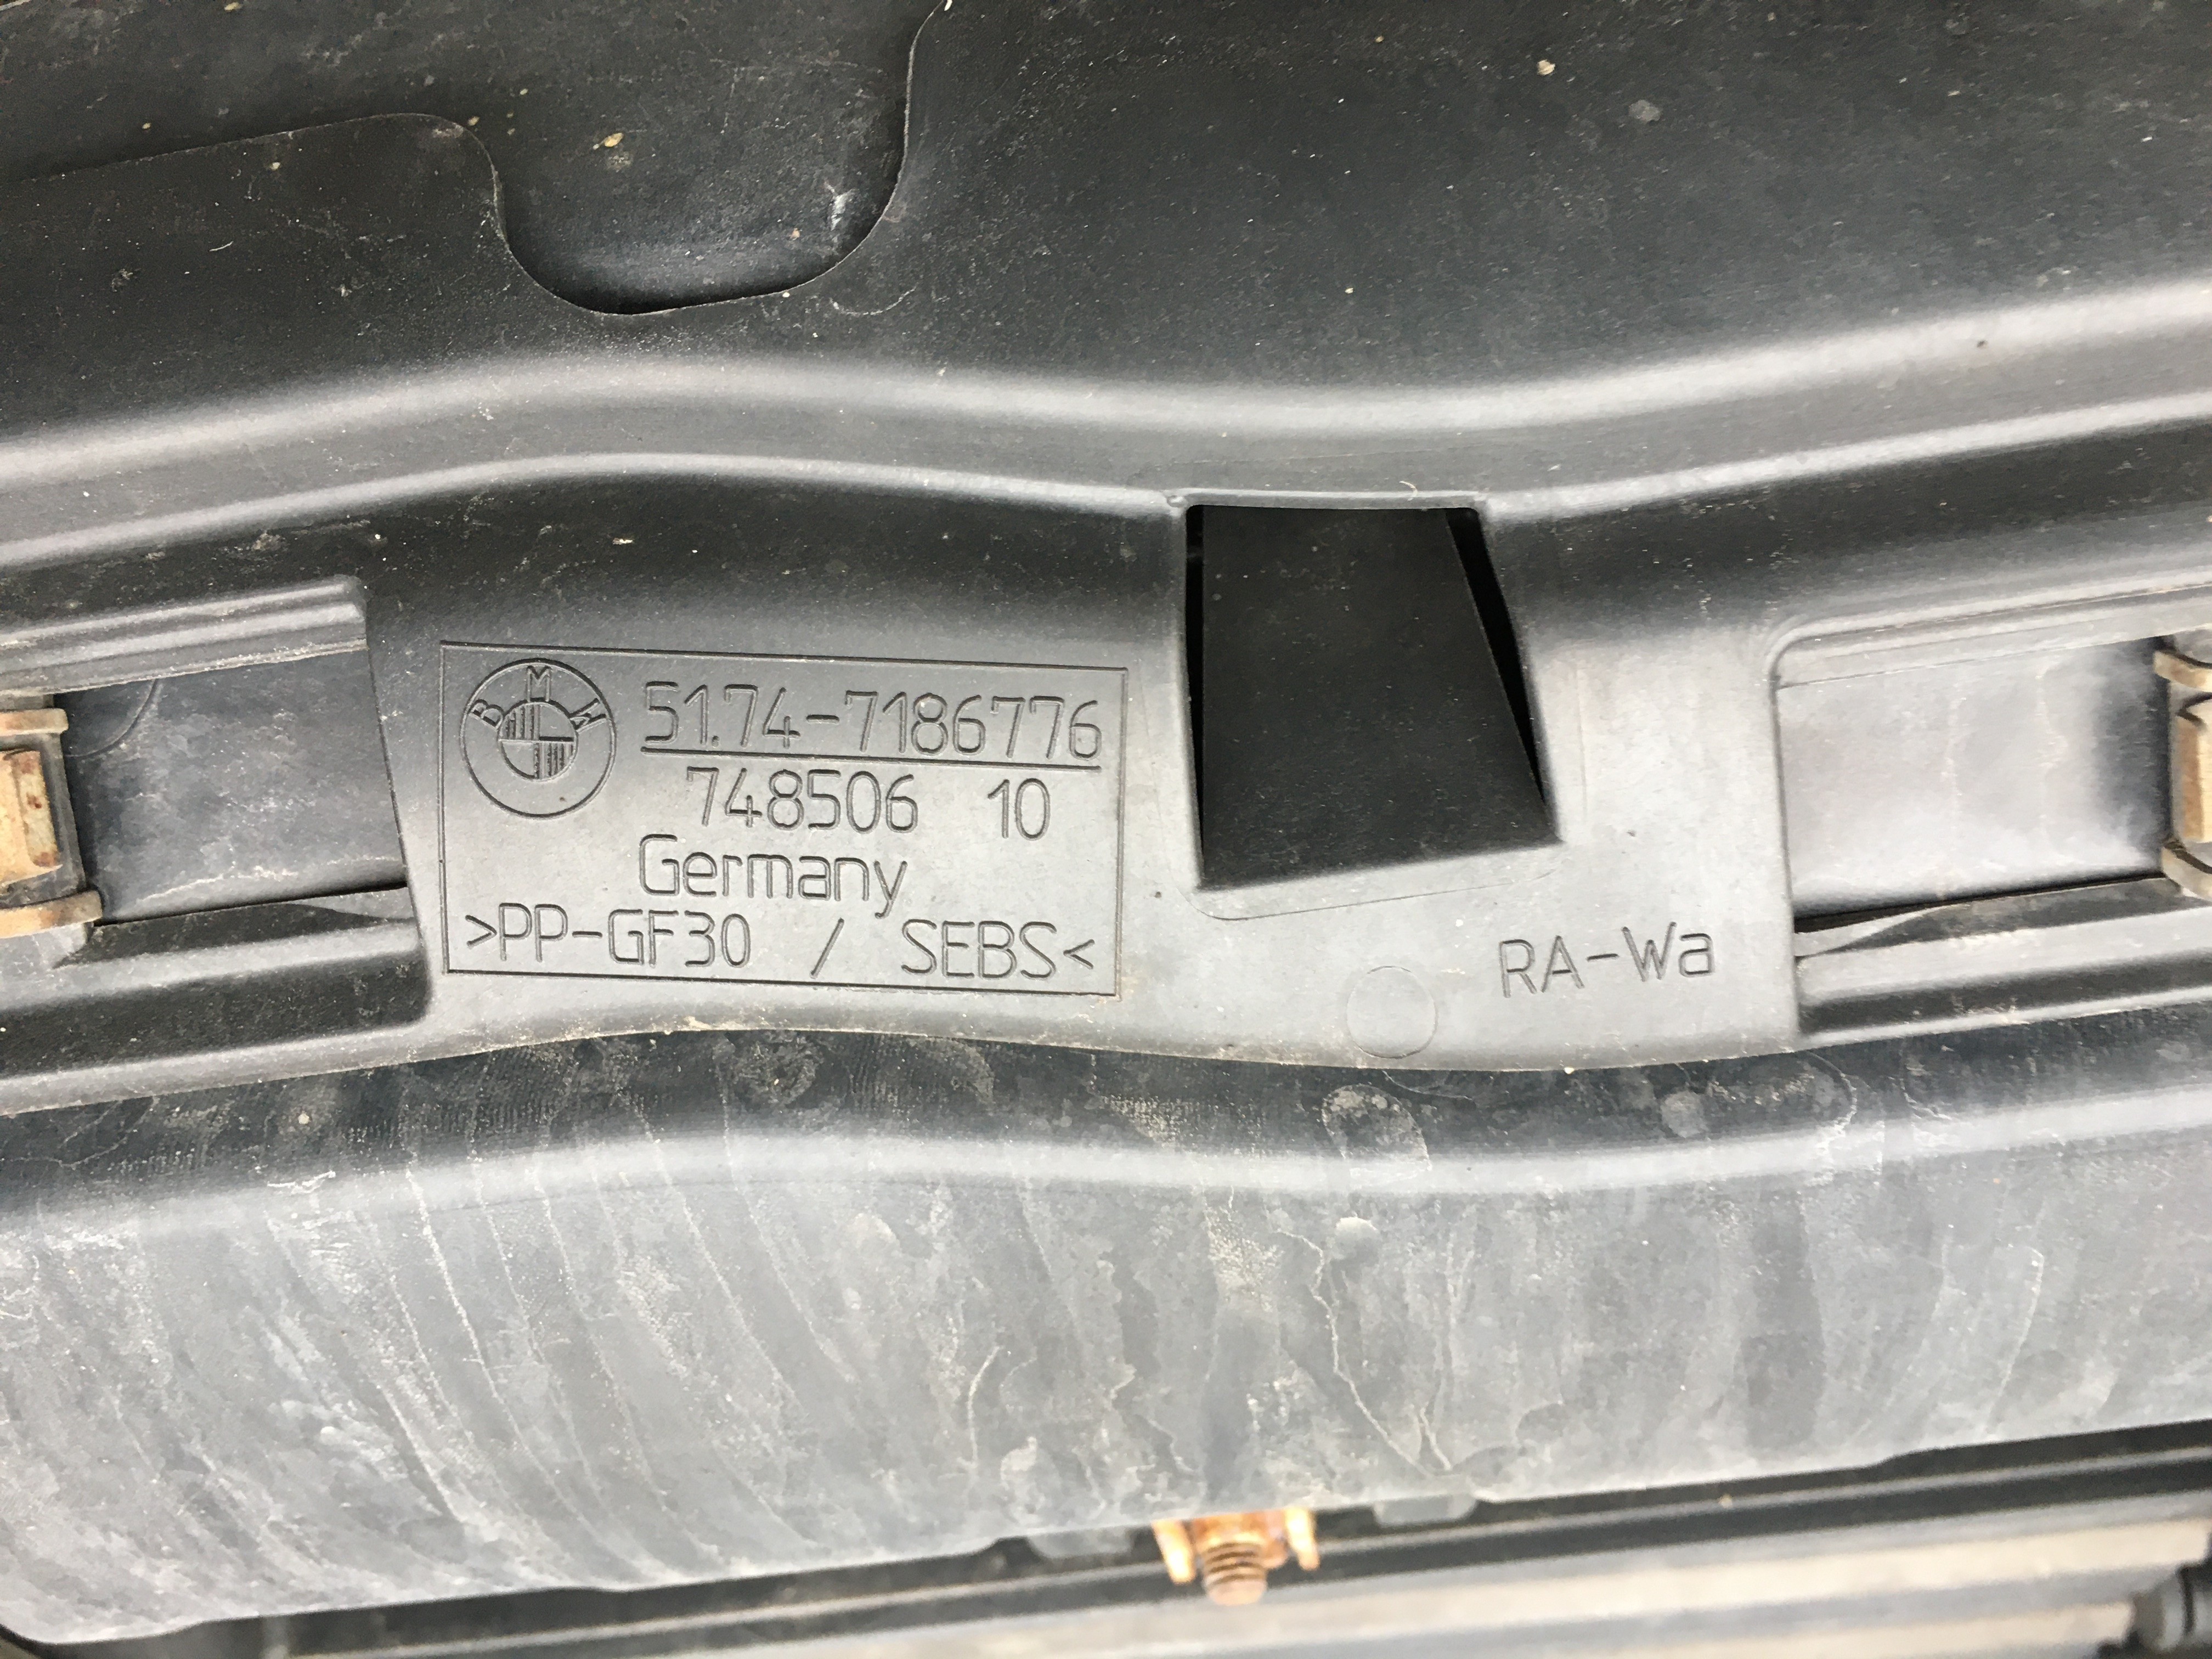 BMW
51.74-7186776
748506 10
Germany
>PP-GF30 / SEBS<
RA-Wa